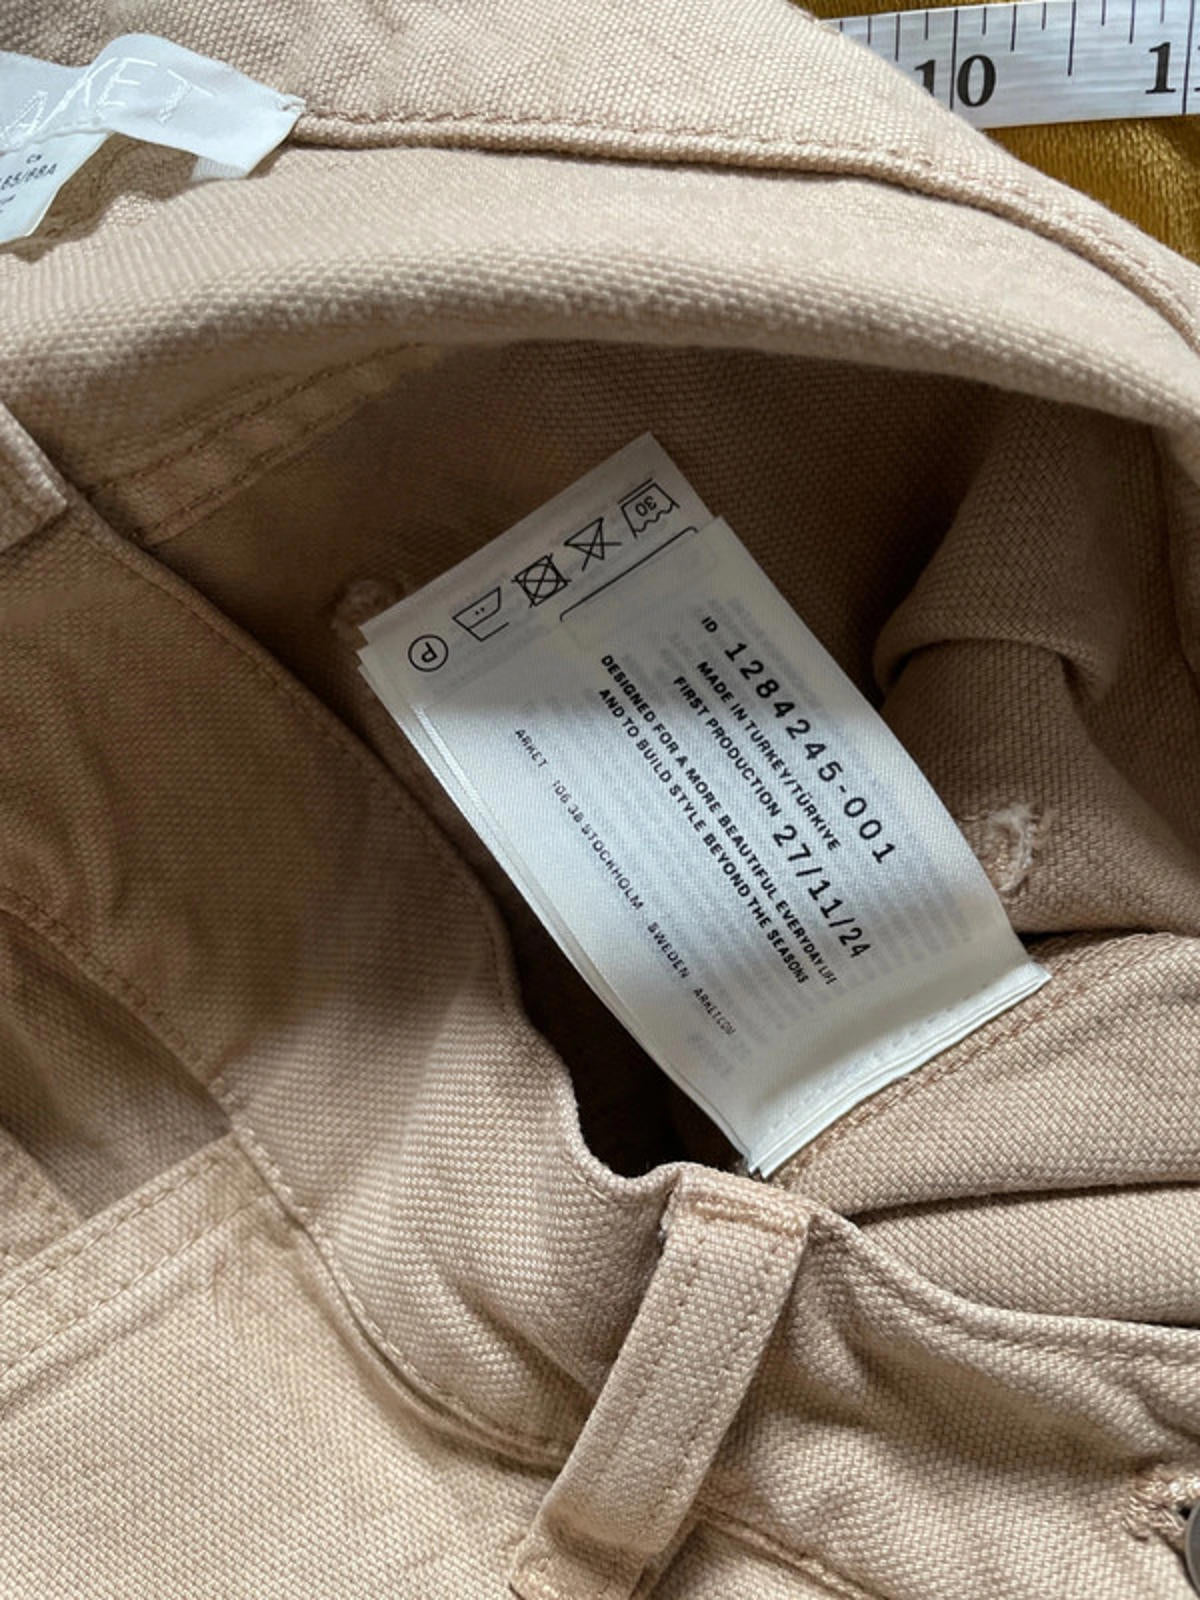 10
CN
30
P
ID 1284245-001
MADE IN TURKEY/TÜRKIYE
FIRST PRODUCTION 27/11/24
DESIGNED FOR A MORE BEAUTIFUL EVERYDAY LIFE
AND TO BUILD STYLE BEYOND THE SEASONS
ARKET 106 38 STOCKHOLM SWEDEN ARKET.COM